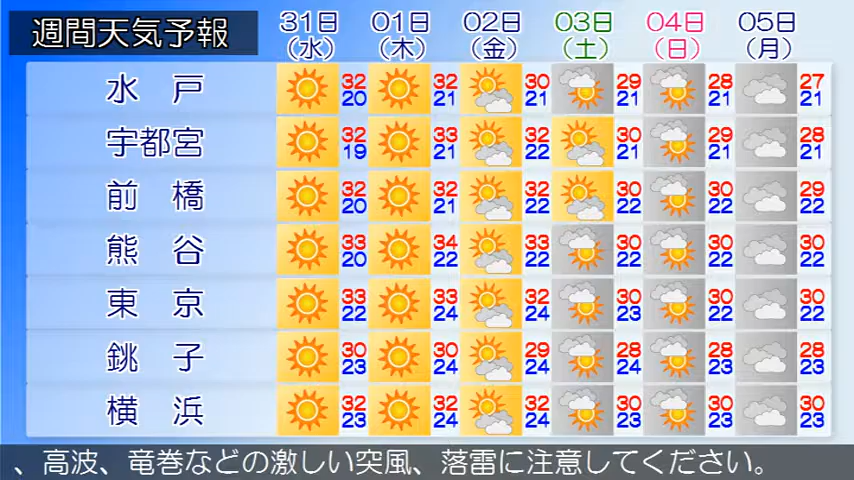 週間天気予報
31日 01日 02日 03日 04日 05日
(水) (木) (金) (土) (日) (月)
水 戸 32 20 32 21 30 21 29 21 28 21 27 21
宇都宮 32 19 33 21 32 22 30 21 29 21 28 21
前 橋 32 20 32 21 32 22 30 22 30 22 29 22
熊 谷 33 20 34 22 33 22 30 22 30 22 30 22
東 京 33 22 33 24 32 24 30 23 30 22 30 22
銚 子 30 23 30 24 29 24 28 24 28 23 28 23
横 浜 32 23 32 24 32 24 30 23 30 23 30 23
、高波、竜巻などの激しい突風、落雷に注意してください。